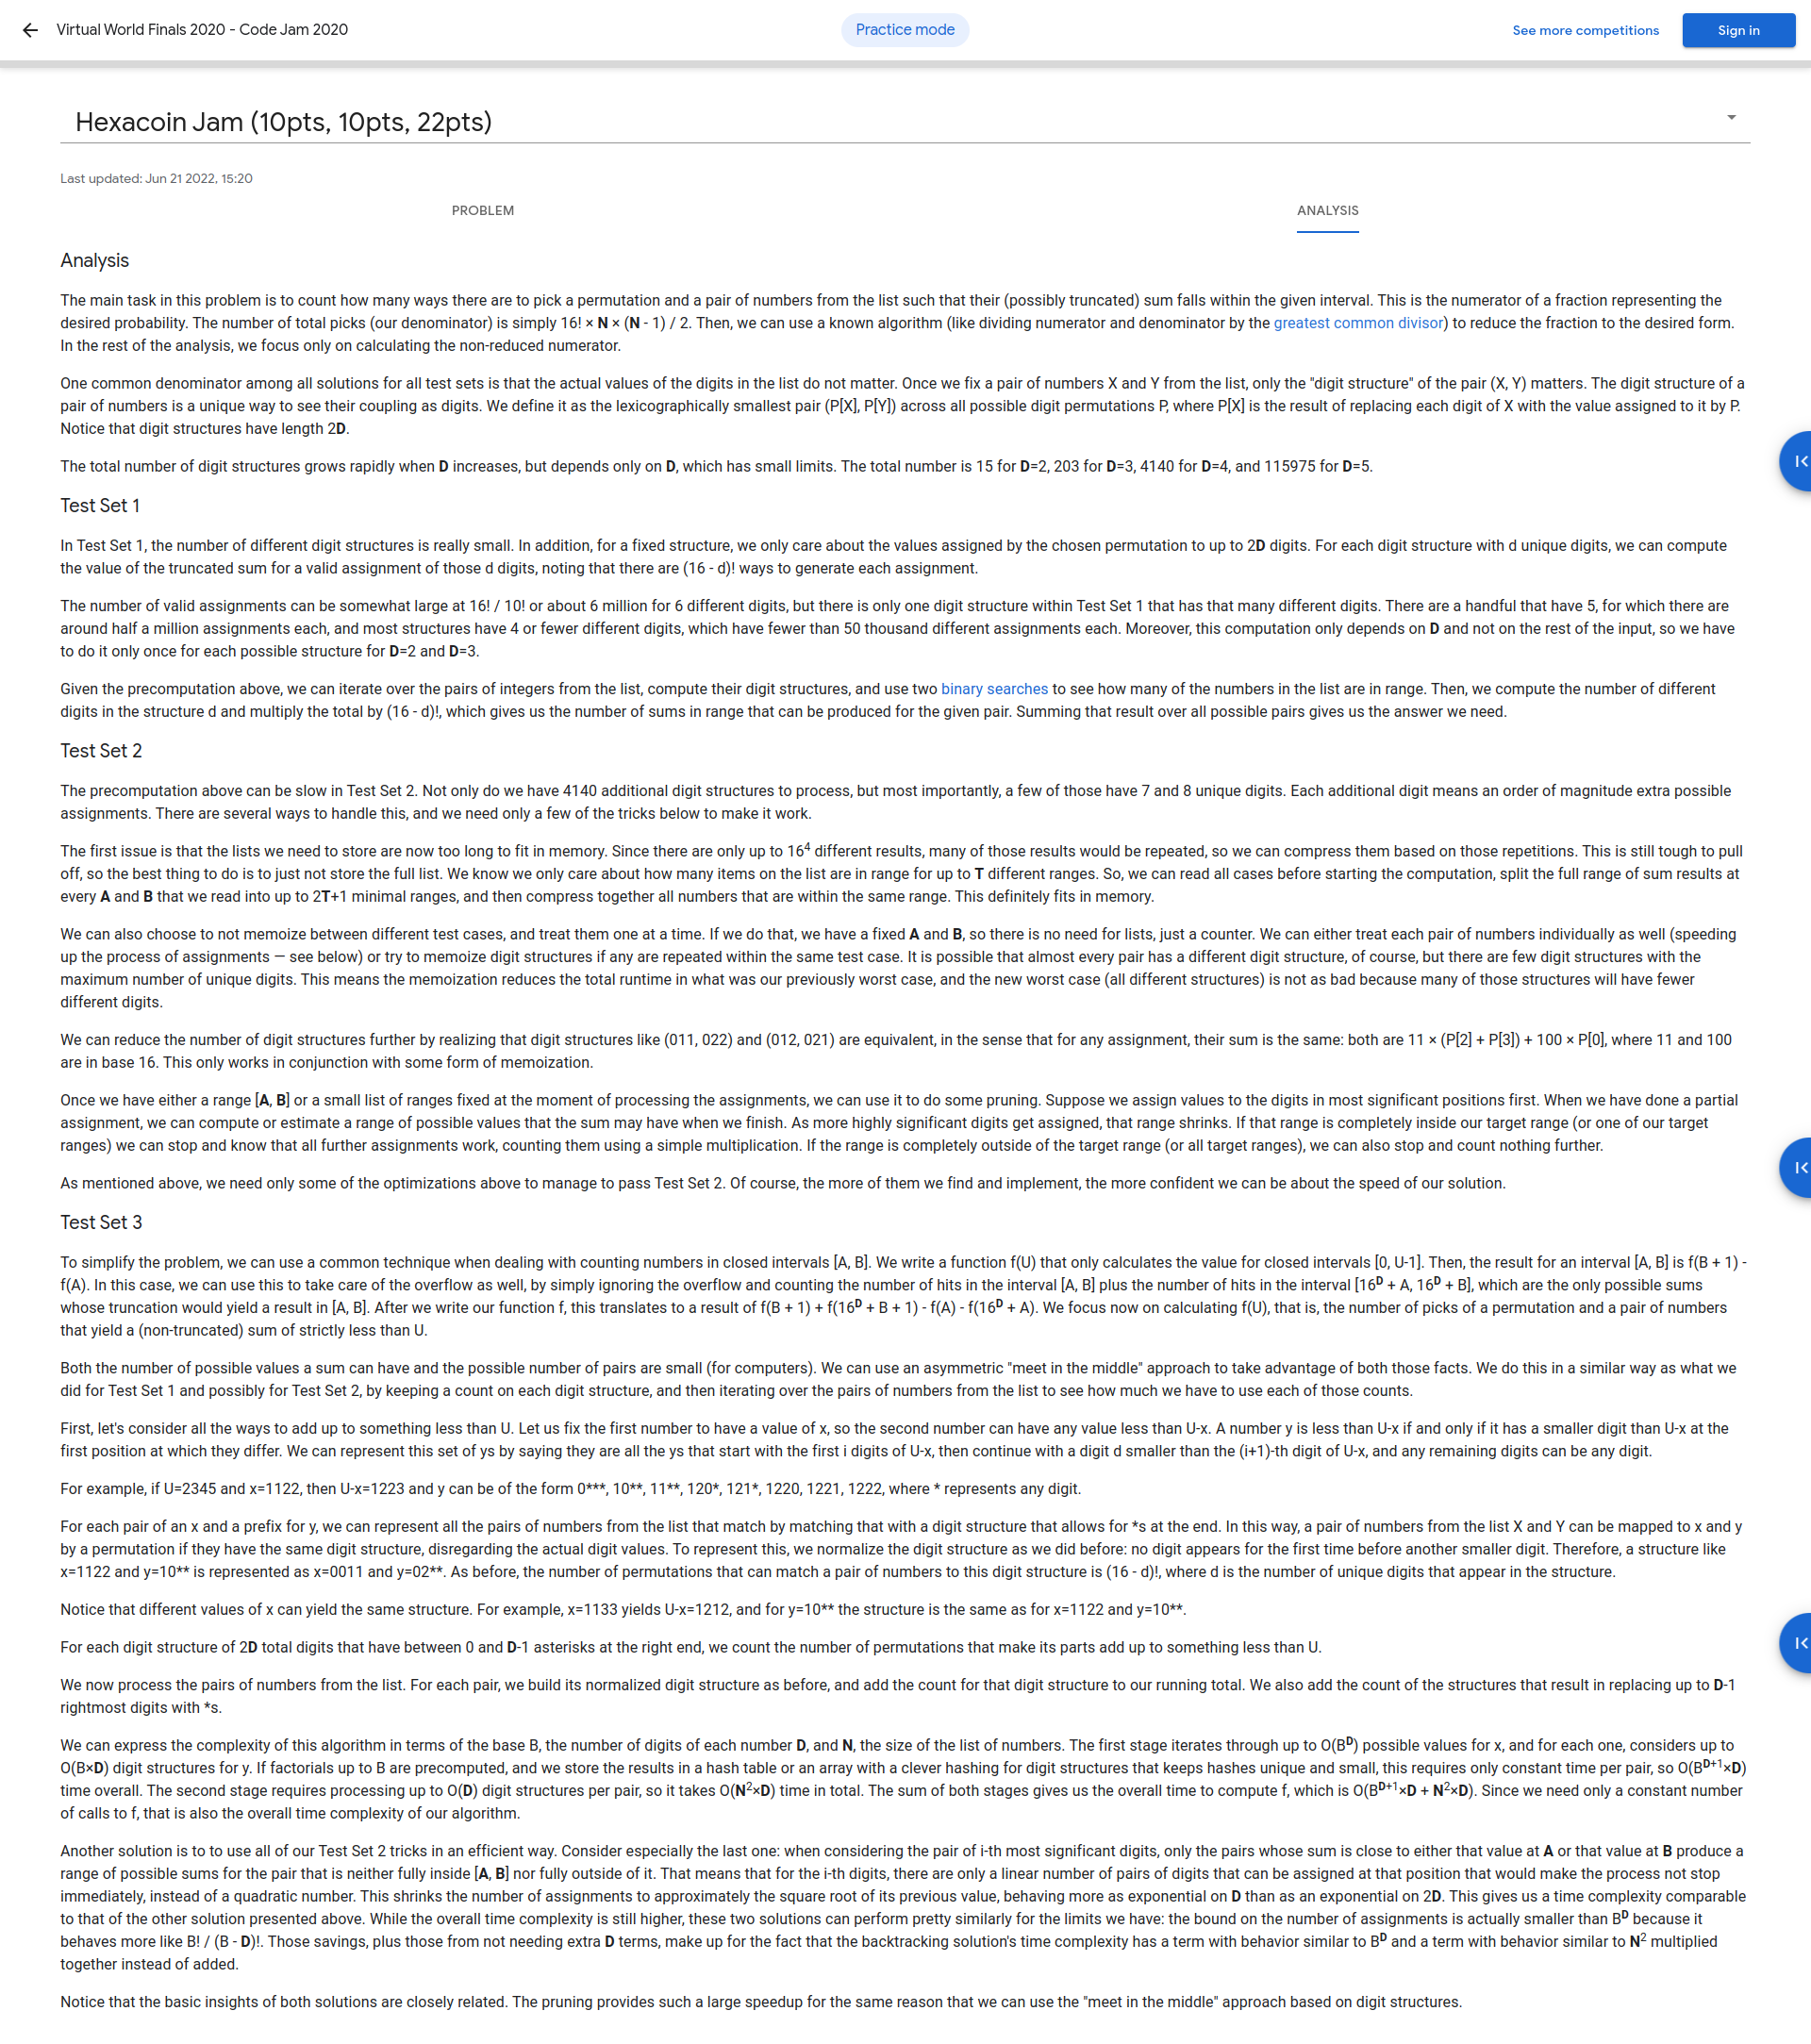 Virtual World Finals 2020 - Code Jam 2020
Practice mode
See more competitions
Sign in
Hexacoin Jam (10pts, 10pts, 22pts)
Last updated: Jun 21 2022, 15:20
PROBLEM
ANALYSIS
Analysis
The main task in this problem is to count how many ways there are to pick a permutation and a pair of numbers from the list such that their (possibly truncated) sum falls within the given interval. This is the numerator of a fraction representing the
desired probability. The number of total picks (our denominator) is simply 16! × N × (N - 1) / 2. Then, we can use a known algorithm (like dividing numerator and denominator by the greatest common divisor) to reduce the fraction to the desired form.
In the rest of the analysis, we focus only on calculating the non-reduced numerator.
One common denominator among all solutions for all test sets is that the actual values of the digits in the list do not matter. Once we fix a pair of numbers X and Y from the list, only the "digit structure" of the pair (X, Y) matters. The digit structure of a
pair of numbers is a unique way to see their coupling as digits. We define it as the lexicographically smallest pair (P[X], P[Y]) across all possible digit permutations P, where P[X] is the result of replacing each digit of X with the value assigned to it by P.
Notice that digit structures have length 2D.
The total number of digit structures grows rapidly when D increases, but depends only on D, which has small limits. The total number is 15 for D=2, 203 for D=3, 4140 for D=4, and 115975 for D=5.
Test Set 1
In Test Set 1, the number of different digit structures is really small. In addition, for a fixed structure, we only care about the values assigned by the chosen permutation to up to 2D digits. For each digit structure with d unique digits, we can compute
the value of the truncated sum for a valid assignment of those d digits, noting that there are (16 - d)! ways to generate each assignment.
The number of valid assignments can be somewhat large at 16! / 10! or about 6 million for 6 different digits, but there is only one digit structure within Test Set 1 that has that many different digits. There are a handful that have 5, for which there are
around half a million assignments each, and most structures have 4 or fewer different digits, which have fewer than 50 thousand different assignments each. Moreover, this computation only depends on D and not on the rest of the input, so we have
to do it only once for each possible structure for D=2 and D=3.
Given the precomputation above, we can iterate over the pairs of integers from the list, compute their digit structures, and use two binary searches to see how many of the numbers in the list are in range. Then, we compute the number of different
digits in the structure d and multiply the total by (16 - d)!, which gives us the number of sums in range that can be produced for the given pair. Summing that result over all possible pairs gives us the answer we need.
Test Set 2
The precomputation above can be slow in Test Set 2. Not only do we have 4140 additional digit structures to process, but most importantly, a few of those have 7 and 8 unique digits. Each additional digit means an order of magnitude extra possible
assignments. There are several ways to handle this, and we need only a few of the tricks below to make it work.
The first issue is that the lists we need to store are now too long to fit in memory. Since there are only up to 16⁴ different results, many of those results would be repeated, so we can compress them based on those repetitions. This is still tough to pull
off, so the best thing to do is to just not store the full list. We know we only care about how many items on the list are in range for up to T different ranges. So, we can read all cases before starting the computation, split the full range of sum results at
every A and B that we read into up to 2T+1 minimal ranges, and then compress together all numbers that are within the same range. This definitely fits in memory.
We can also choose to not memoize between different test cases, and treat them one at a time. If we do that, we have a fixed A and B, so there is no need for lists, just a counter. We can either treat each pair of numbers individually as well (speeding
up the process of assignments — see below) or try to memoize digit structures if any are repeated within the same test case. It is possible that almost every pair has a different digit structure, of course, but there are few digit structures with the
maximum number of unique digits. This means the memoization reduces the total runtime in what was our previously worst case, and the new worst case (all different structures) is not as bad because many of those structures will have fewer
different digits.
We can reduce the number of digit structures further by realizing that digit structures like (011, 022) and (012, 021) are equivalent, in the sense that for any assignment, their sum is the same: both are 11 × (P[2] + P[3]) + 100 × P[0], where 11 and 100
are in base 16. This only works in conjunction with some form of memoization.
Once we have either a range [A, B] or a small list of ranges fixed at the moment of processing the assignments, we can use it to do some pruning. Suppose we assign values to the digits in most significant positions first. When we have done a partial
assignment, we can compute or estimate a range of possible values that the sum may have when we finish. As more highly significant digits get assigned, that range shrinks. If that range is completely inside our target range (or one of our target
ranges) we can stop and know that all further assignments work, counting them using a simple multiplication. If the range is completely outside of the target range (or all target ranges), we can also stop and count nothing further.
As mentioned above, we need only some of the optimizations above to manage to pass Test Set 2. Of course, the more of them we find and implement, the more confident we can be about the speed of our solution.
Test Set 3
To simplify the problem, we can use a common technique when dealing with counting numbers in closed intervals [A, B]. We write a function f(U) that only calculates the value for closed intervals [0, U-1]. Then, the result for an interval [A, B] is f(B + 1) -
f(A). In this case, we can use this to take care of the overflow as well, by simply ignoring the overflow and counting the number of hits in the interval [A, B] plus the number of hits in the interval [16ᴰ + A, 16ᴰ + B], which are the only possible sums
whose truncation would yield a result in [A, B]. After we write our function f, this translates to a result of f(B + 1) + f(16ᴰ + B + 1) - f(A) - f(16ᴰ + A). We focus now on calculating f(U), that is, the number of picks of a permutation and a pair of numbers
that yield a (non-truncated) sum of strictly less than U.
Both the number of possible values a sum can have and the possible number of pairs are small (for computers). We can use an asymmetric "meet in the middle" approach to take advantage of both those facts. We do this in a similar way as what we
did for Test Set 1 and possibly for Test Set 2, by keeping a count on each digit structure, and then iterating over the pairs of numbers from the list to see how much we have to use each of those counts.
First, let's consider all the ways to add up to something less than U. Let us fix the first number to have a value of x, so the second number can have any value less than U-x. A number y is less than U-x if and only if it has a smaller digit than U-x at the
first position at which they differ. We can represent this set of ys by saying they are all the ys that start with the first i digits of U-x, then continue with a digit d smaller than the (i+1)-th digit of U-x, and any remaining digits can be any digit.
For example, if U=2345 and x=1122, then U-x=1223 and y can be of the form 0***, 10**, 11**, 120*, 121*, 1220, 1221, 1222, where * represents any digit.
For each pair of an x and a prefix for y, we can represent all the pairs of numbers from the list that match by matching that with a digit structure that allows for *s at the end. In this way, a pair of numbers from the list X and Y can be mapped to x and y
by a permutation if they have the same digit structure, disregarding the actual digit values. To represent this, we normalize the digit structure as we did before: no digit appears for the first time before another smaller digit. Therefore, a structure like
x=1122 and y=10** is represented as x=0011 and y=02**. As before, the number of permutations that can match a pair of numbers to this digit structure is (16 - d)!, where d is the number of unique digits that appear in the structure.
Notice that different values of x can yield the same structure. For example, x=1133 yields U-x=1212, and for y=10** the structure is the same as for x=1122 and y=10**.
For each digit structure of 2D total digits that have between 0 and D-1 asterisks at the right end, we count the number of permutations that make its parts add up to something less than U.
We now process the pairs of numbers from the list. For each pair, we build its normalized digit structure as before, and add the count for that digit structure to our running total. We also add the count of the structures that result in replacing up to D-1
rightmost digits with *s.
We can express the complexity of this algorithm in terms of the base B, the number of digits of each number D, and N, the size of the list of numbers. The first stage iterates through up to O(Bᴰ) possible values for x, and for each one, considers up to
O(B×D) digit structures for y. If factorials up to B are precomputed, and we store the results in a hash table or an array with a clever hashing for digit structures that keeps hashes unique and small, this requires only constant time per pair, so O(Bᴰ⁺¹×D)
time overall. The second stage requires processing up to O(D) digit structures per pair, so it takes O(N²×D) time in total. The sum of both stages gives us the overall time to compute f, which is O(Bᴰ⁺¹×D + N²×D). Since we need only a constant number
of calls to f, that is also the overall time complexity of our algorithm.
Another solution is to to use all of our Test Set 2 tricks in an efficient way. Consider especially the last one: when considering the pair of i-th most significant digits, only the pairs whose sum is close to either that value at A or that value at B produce a
range of possible sums for the pair that is neither fully inside [A, B] nor fully outside of it. That means that for the i-th digits, there are only a linear number of pairs of digits that can be assigned at that position that would make the process not stop
immediately, instead of a quadratic number. This shrinks the number of assignments to approximately the square root of its previous value, behaving more as exponential on D than as an exponential on 2D. This gives us a time complexity comparable
to that of the other solution presented above. While the overall time complexity is still higher, these two solutions can perform pretty similarly for the limits we have: the bound on the number of assignments is actually smaller than Bᴰ because it
behaves more like B! / (B - D)!. Those savings, plus those from not needing extra D terms, make up for the fact that the backtracking solution's time complexity has a term with behavior similar to Bᴰ and a term with behavior similar to N² multiplied
together instead of added.
Notice that the basic insights of both solutions are closely related. The pruning provides such a large speedup for the same reason that we can use the "meet in the middle" approach based on digit structures.